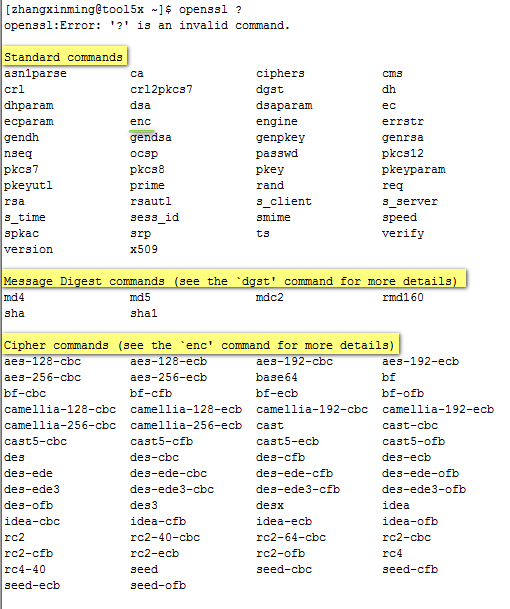 [zhangxinming@tool5x ~]$ openssl ?
openssl:Error: '?' is an invalid command.
Standard commands
asn1parse ca ciphers cms
crl crl2pkcs7 dgst dh
dhparam dsa dsaparam ec
ecparam enc engine errstr
gendh gendsa genpkey genrsa
nseq ocsp passwd pkcs12
pkcs7 pkcs8 pkey pkeyparam
pkeyutl prime rand req
rsa rsautl s_client s_server
s_time sess_id smime speed
spkac srp ts verify
version x509
Message Digest commands (see the `dgst' command for more details)
md4 md5 mdc2 rmd160
sha sha1
Cipher commands (see the `enc' command for more details)
aes-128-cbc aes-128-ecb aes-192-cbc aes-192-ecb
aes-256-cbc aes-256-ecb base64 bf
bf-cbc bf-cfb bf-ecb bf-ofb
camellia-128-cbc camellia-128-ecb camellia-192-cbc camellia-192-ecb
camellia-256-cbc camellia-256-ecb cast cast-cbc
cast5-cbc cast5-cfb cast5-ecb cast5-ofb
des des-cbc des-cfb des-ecb
des-ede des-ede-cbc des-ede-cfb des-ede-ofb
des-ede3 des-ede3-cbc des-ede3-cfb des-ede3-ofb
des-ofb des3 desx idea
idea-cbc idea-cfb idea-ecb idea-ofb
rc2 rc2-40-cbc rc2-64-cbc rc2-cbc
rc2-cfb rc2-ecb rc2-ofb rc4
rc4-40 seed seed-cbc seed-cfb
seed-ecb seed-ofb